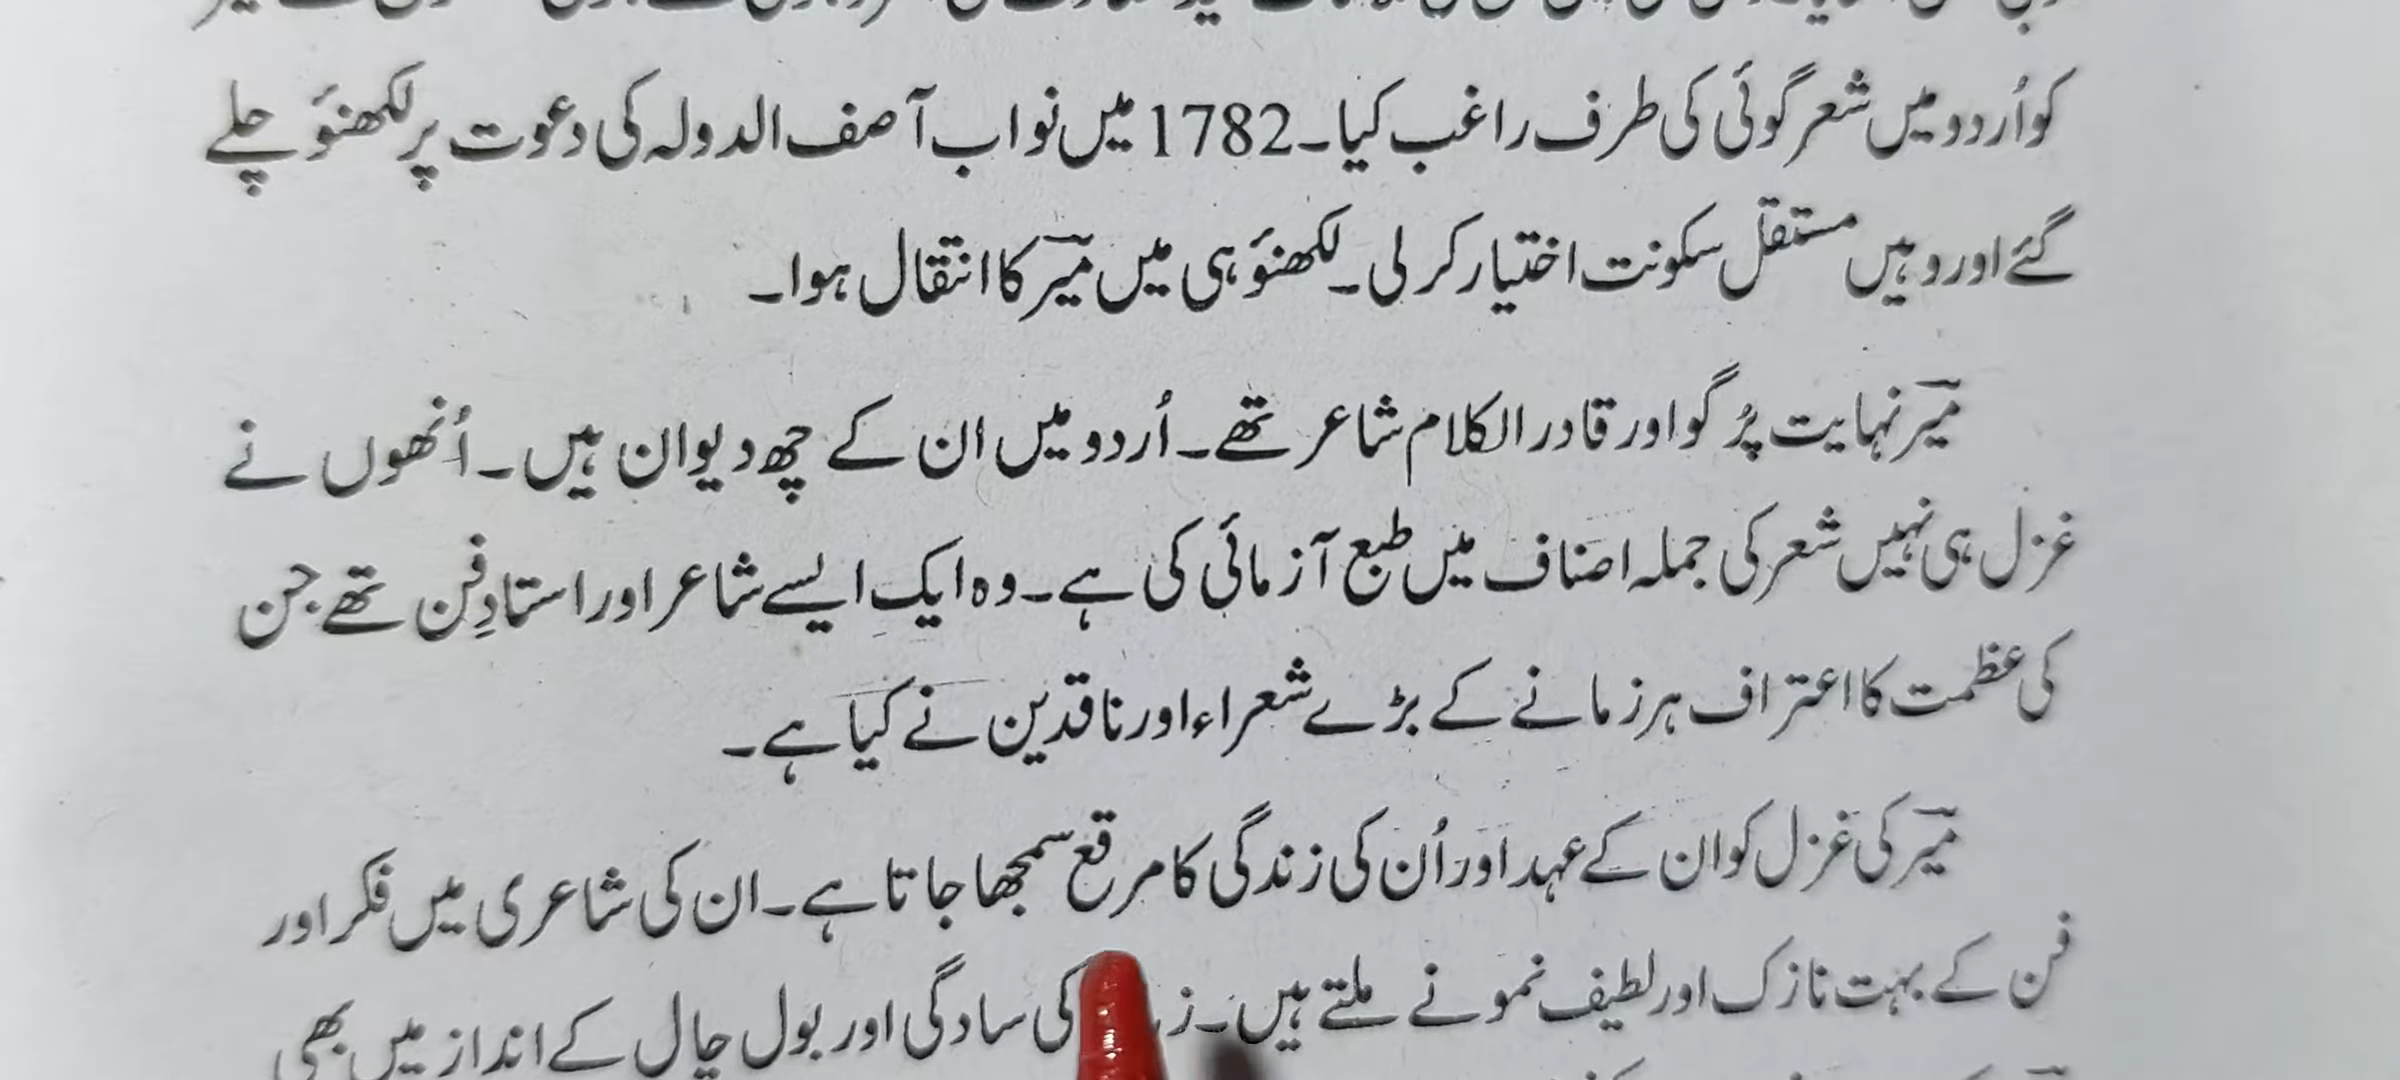 کو اُردو میں شعر گوئی کی طرف راغب کیا۔ 1782 میں نواب آصف الدولہ کی دعوت پر لکھنؤ چلے
گئے اور وہیں مستقل سکونت اختیار کر لی۔ لکھنؤ ہی میں میرؔ کا انتقال ہوا۔
میرؔ نہایت پُر گو اور قادر الکلام شاعر تھے۔ اُردو میں ان کے چھ دیوان ہیں۔ اُنھوں نے
غزل ہی نہیں شعر کی جملہ اصناف میں طبع آزمائی کی ہے۔ وہ ایک ایسے شاعر اور استادِ فن تھے جن
کی عظمت کا اعتراف ہر زمانے کے بڑے شعراء اور ناقدین نے کیا ہے۔
میرؔ کی غزل کو ان کے عہد اور اُن کی زندگی کا مرقع سمجھا جاتا ہے۔ ان کی شاعری میں فکر اور
فن کے بہت نازک اور لطیف نمونے ملتے ہیں۔ کی سادگی اور بول چال کے انداز میں بھی